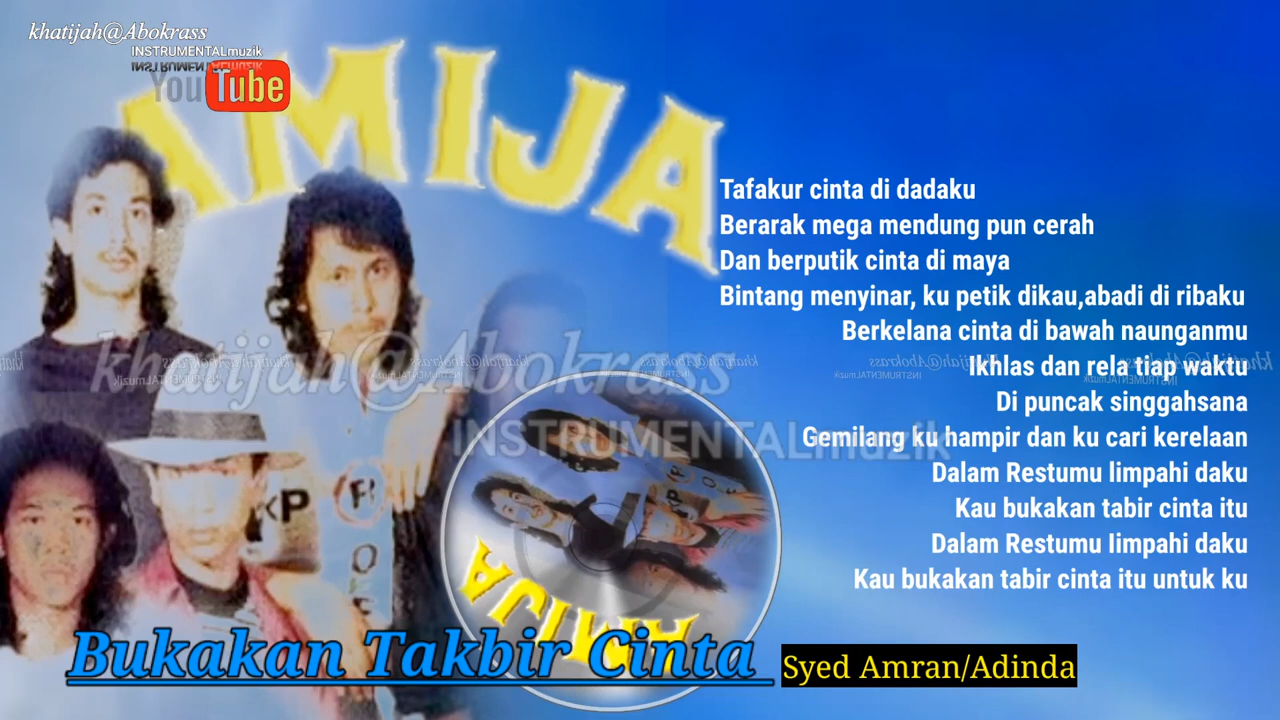 khatijah@Abokrass
INSTRUMENTALmuzik
YouTube
AMIJA
Tafakur cinta di dadaku
Berarak mega mendung pun cerah
Dan berputik cinta di maya
Bintang menyinar, ku petik dikau,abadi di ribaku
Berkelana cinta di bawah naunganmu
Ikhlas dan rela tiap waktu
Di puncak singgahsana
Gemilang ku hampir dan ku cari kerelaan
Dalam Restumu limpahi daku
Kau bukakan tabir cinta itu
Dalam Restumu limpahi daku
Kau bukakan tabir cinta itu untuk ku
khatijah@Abokrass
INSTRUMENTALmuzik
KP
AMIJA
Bukakan Takbir Cinta
Syed Amran/Adinda